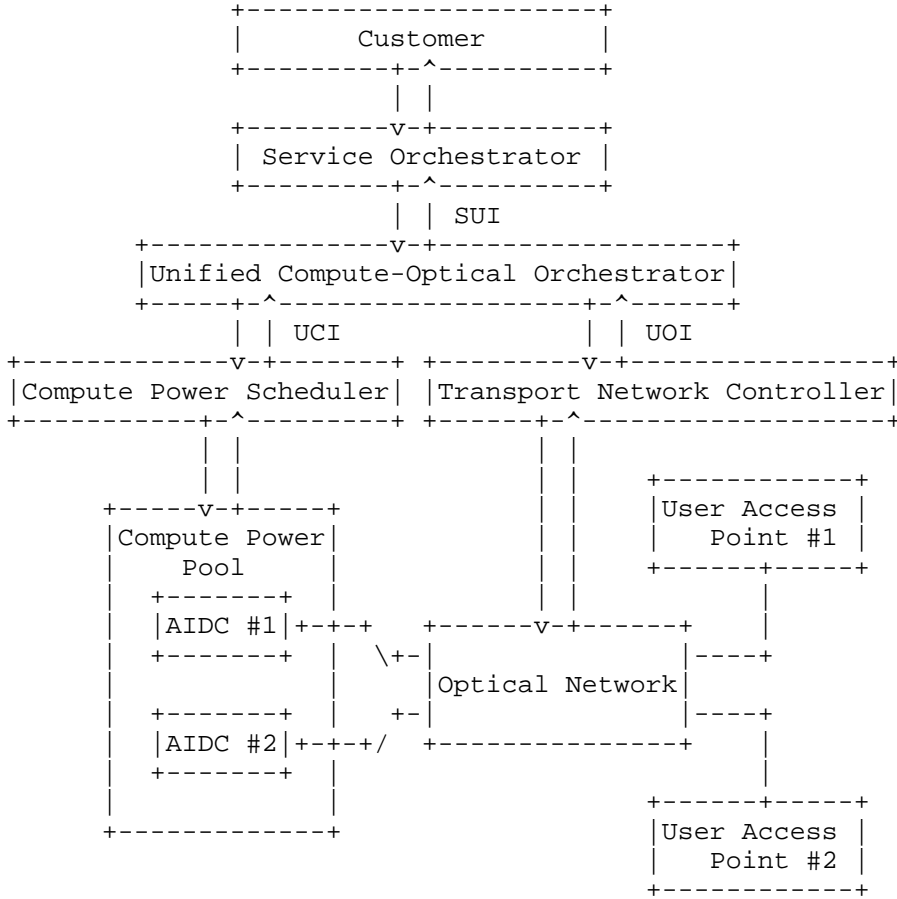 Customer
Service Orchestrator
SUI
Unified Compute-Optical Orchestrator
UCI
UOI
Compute Power Scheduler
Transport Network Controller
User Access
Point #1
Compute Power
Pool
AIDC #1
Optical Network
AIDC #2
User Access
Point #2